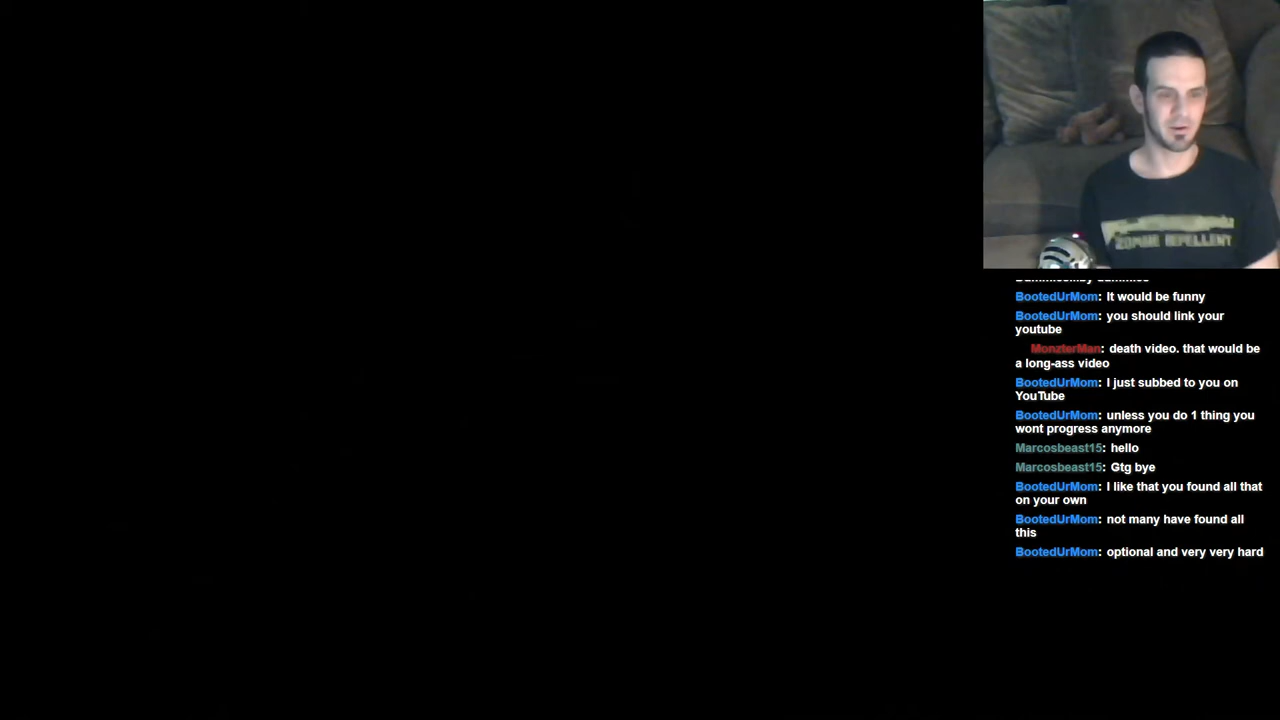 ZOMBIE REPELLENT
BootedUrMom: It would be funny
BootedUrMom: you should link your
youtube
MonzterMan: death video. that would be
a long-ass video
BootedUrMom: I just subbed to you on
YouTube
BootedUrMom: unless you do 1 thing you
wont progress anymore
Marcosbeast15: hello
Marcosbeast15: Gtg bye
BootedUrMom: I like that you found all that
on your own
BootedUrMom: not many have found all
this
BootedUrMom: optional and very very hard